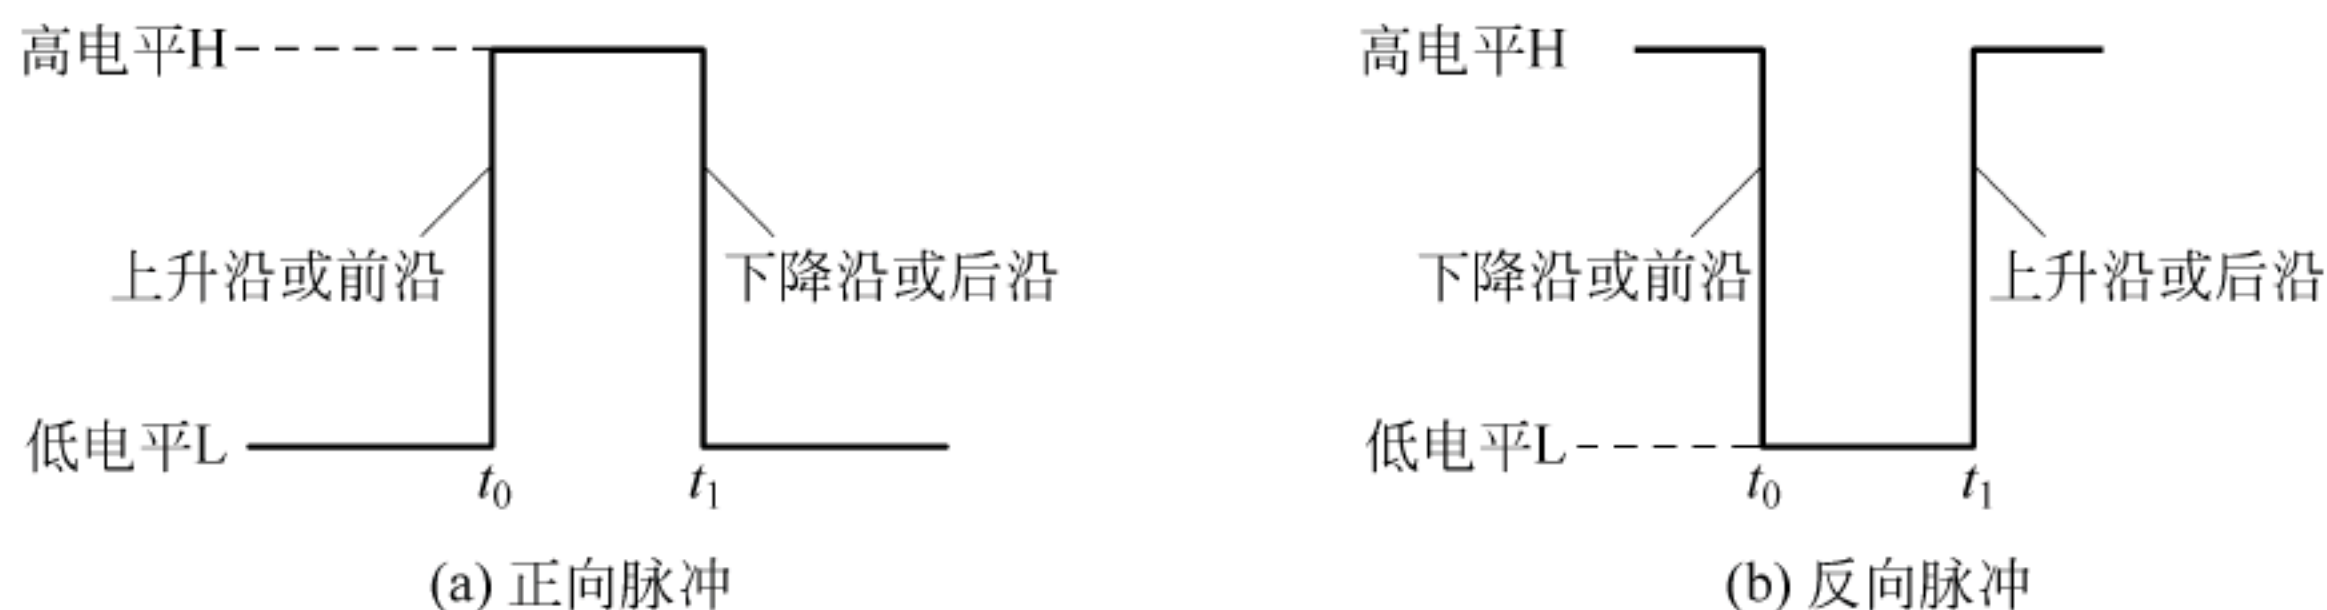 高电平H
高电平H
上升沿或前沿
下降沿或后沿
下降沿或前沿
上升沿或后沿
低电平L
低电平L
t0
t1
t0
t1
(a) 正向脉冲
(b) 反向脉冲